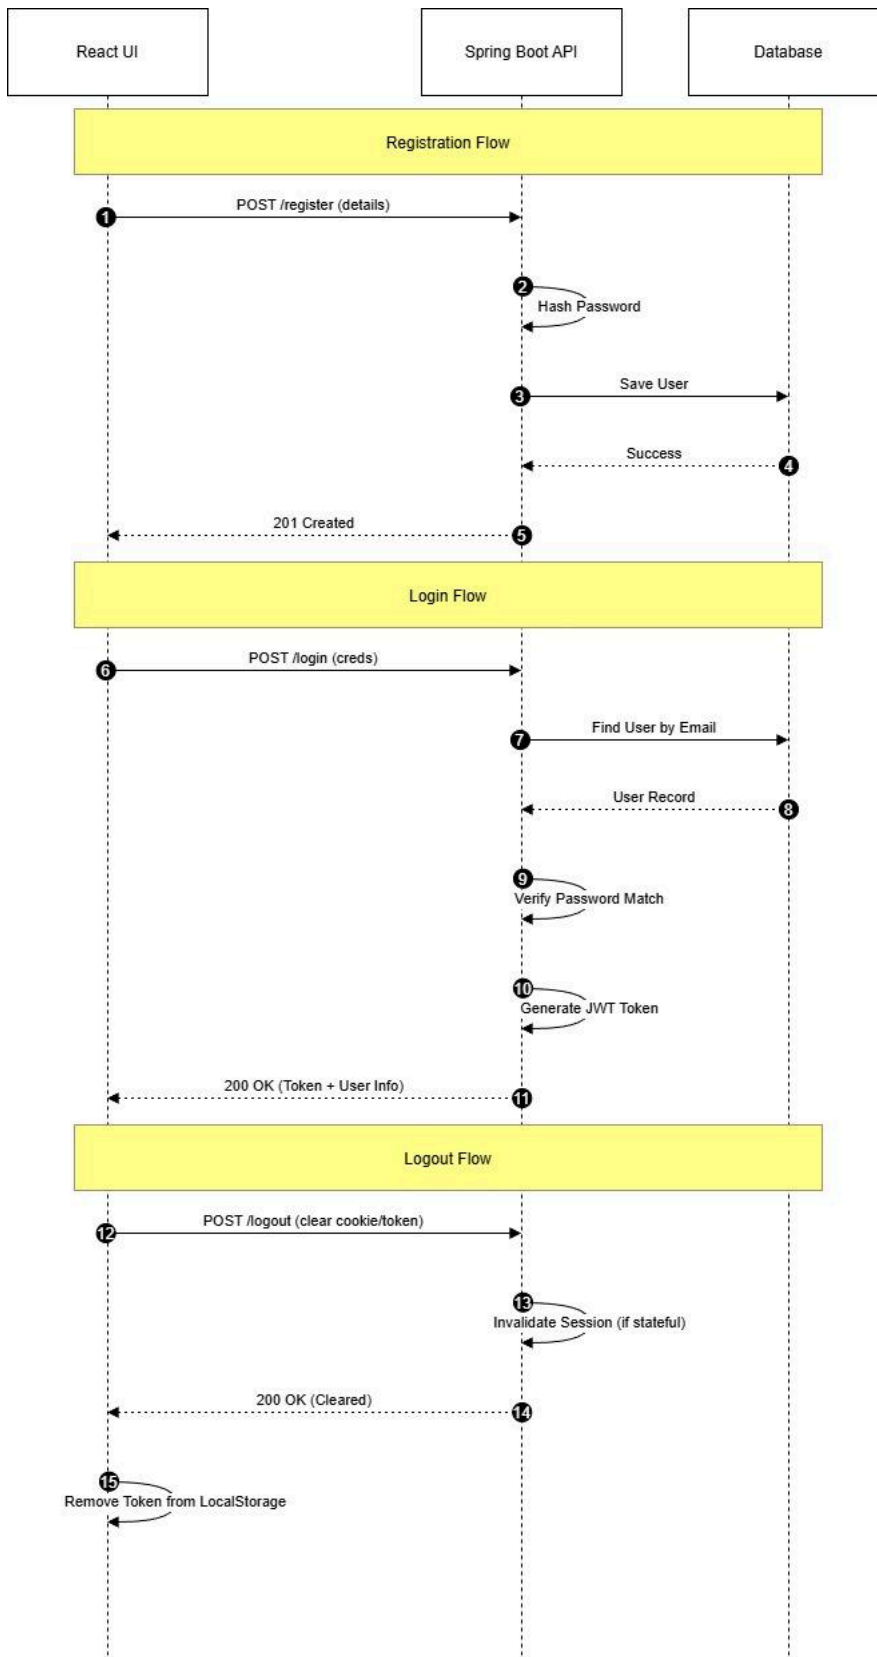 React UI
Spring Boot API
Database
Registration Flow
POST /register (details)
1
2
Hash Password
Save User
3
Success
4
201 Created
5
Login Flow
POST /login (creds)
6
Find User by Email
7
User Record
8
9
Verify Password Match
10
Generate JWT Token
200 OK (Token + User Info)
11
Logout Flow
POST /logout (clear cookie/token)
12
13
Invalidate Session (if stateful)
200 OK (Cleared)
14
15
Remove Token from LocalStorage